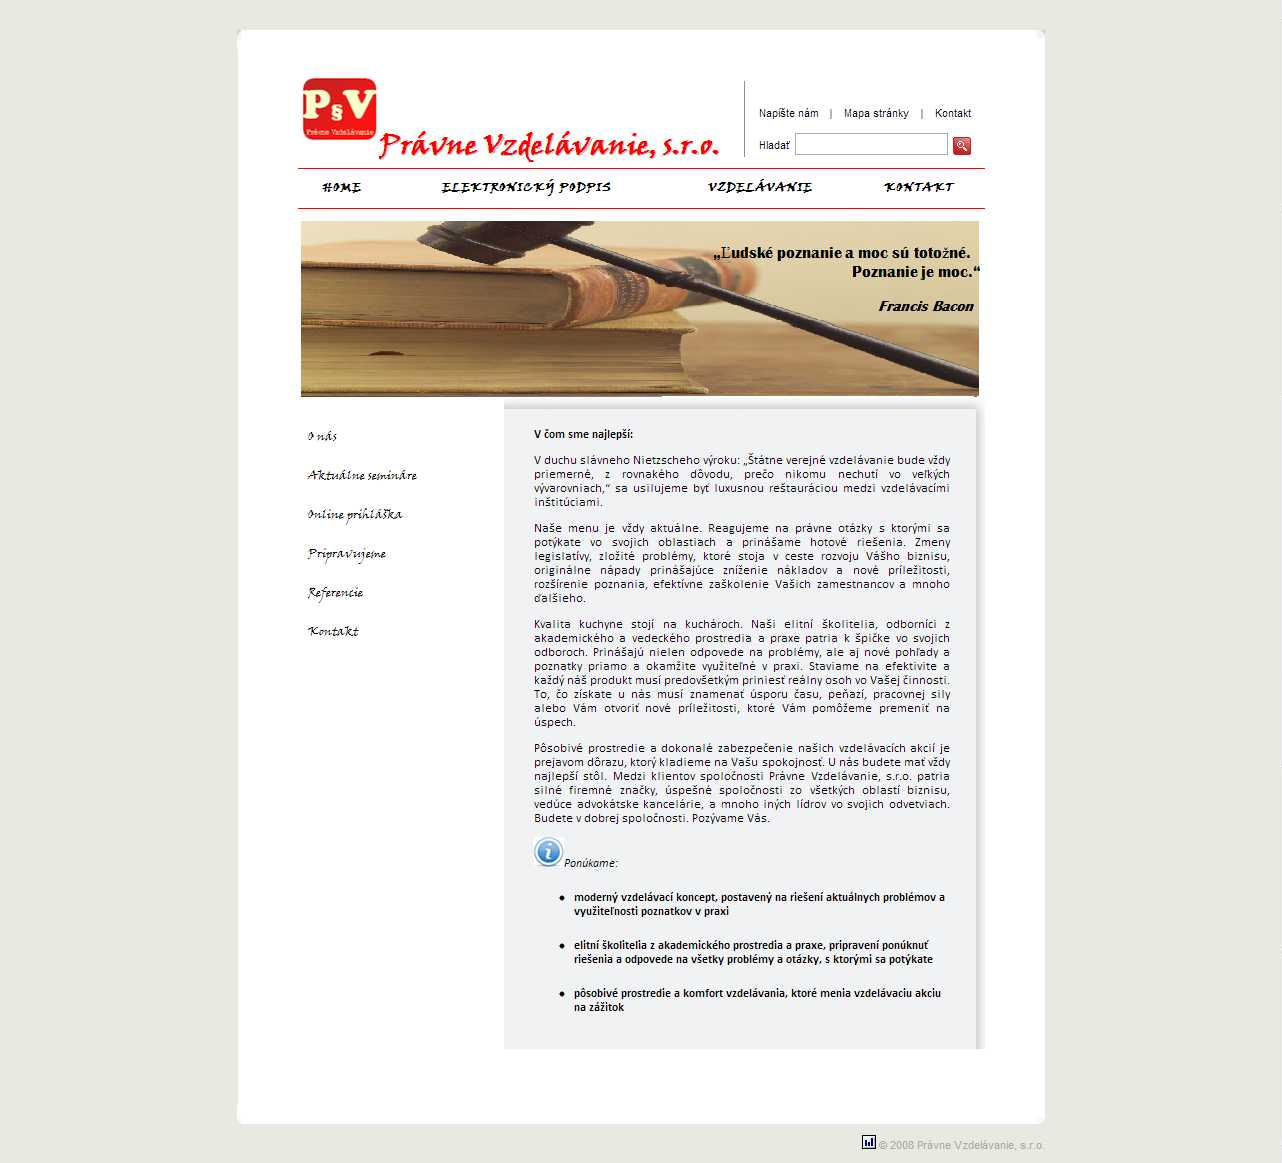 P§V
Právne Vzdelávanie
Právne Vzdelávanie, s.r.o.
Napíšte nám | Mapa stránky | Kontakt
Hladať
HOME ELEKTRONICKÝ PODPIS VZDELÁVANIE KONTAKT
„Ľudské poznanie a moc sú totožné.
Poznanie je moc.“
Francis Bacon
O nás
Aktuálne semináre
Online prihláška
Pripravujeme
Referencie
Kontakt
V čom sme najlepší:
V duchu slávneho Nietzscheho výroku: „Štátne verejné vzdelávanie bude vždy
priemerné, z rovnakého dôvodu, prečo nikomu nechutí vo veľkých
vývarovniach,“ sa usilujeme byť luxusnou reštauráciou medzi vzdelávacími
inštitúciami.
Naše menu je vždy aktuálne. Reagujeme na právne otázky s ktorými sa
potýkate vo svojich oblastiach a prinášame hotové riešenia. Zmeny
legislatívy, zložité problémy, ktoré stoja v ceste rozvoju Vášho biznisu,
originálne nápady prinášajúce zníženie nákladov a nové príležitosti,
rozšírenie poznania, efektívne zaškolenie Vašich zamestnancov a mnoho
ďalšieho.
Kvalita kuchyne stojí na kuchároch. Naši elitní školitelia, odborníci z
akademického a vedeckého prostredia a praxe patria k špičke vo svojich
odboroch. Prinášajú nielen odpovede na problémy, ale aj nové pohľady a
poznatky priamo a okamžite využiteľné v praxi. Staviame na efektivite a
každý náš produkt musí predovšetkým priniesť reálny osoh vo Vašej činnosti.
To, čo získate u nás musí znamenať úsporu času, peňazí, pracovnej sily
alebo Vám otvoriť nové príležitosti, ktoré Vám pomôžeme premeniť na
úspech.
Pôsobivé prostredie a dokonalé zabezpečenie našich vzdelávacích akcií je
prejavom dôrazu, ktorý kladieme na Vašu spokojnosť. U nás budete mať vždy
najlepší stôl. Medzi klientov spoločnosti Právne Vzdelávanie, s.r.o. patria
silné firemné značky, úspešné spoločnosti zo všetkých oblastí biznisu,
vedúce advokátske kancelárie, a mnoho iných lídrov vo svojich odvetviach.
Budete v dobrej spoločnosti. Pozývame Vás.
Ponúkame:
• moderný vzdelávací koncept, postavený na riešení aktuálnych problémov a
využiteľnosti poznatkov v praxi
• elitní školitelia z akademického prostredia a praxe, pripravení ponúknuť
riešenia a odpovede na všetky problémy a otázky, s ktorými sa potýkate
• pôsobivé prostredie a komfort vzdelávania, ktoré menia vzdelávaciu akciu
na zážitok
© 2008 Právne Vzdelávanie, s.r.o.